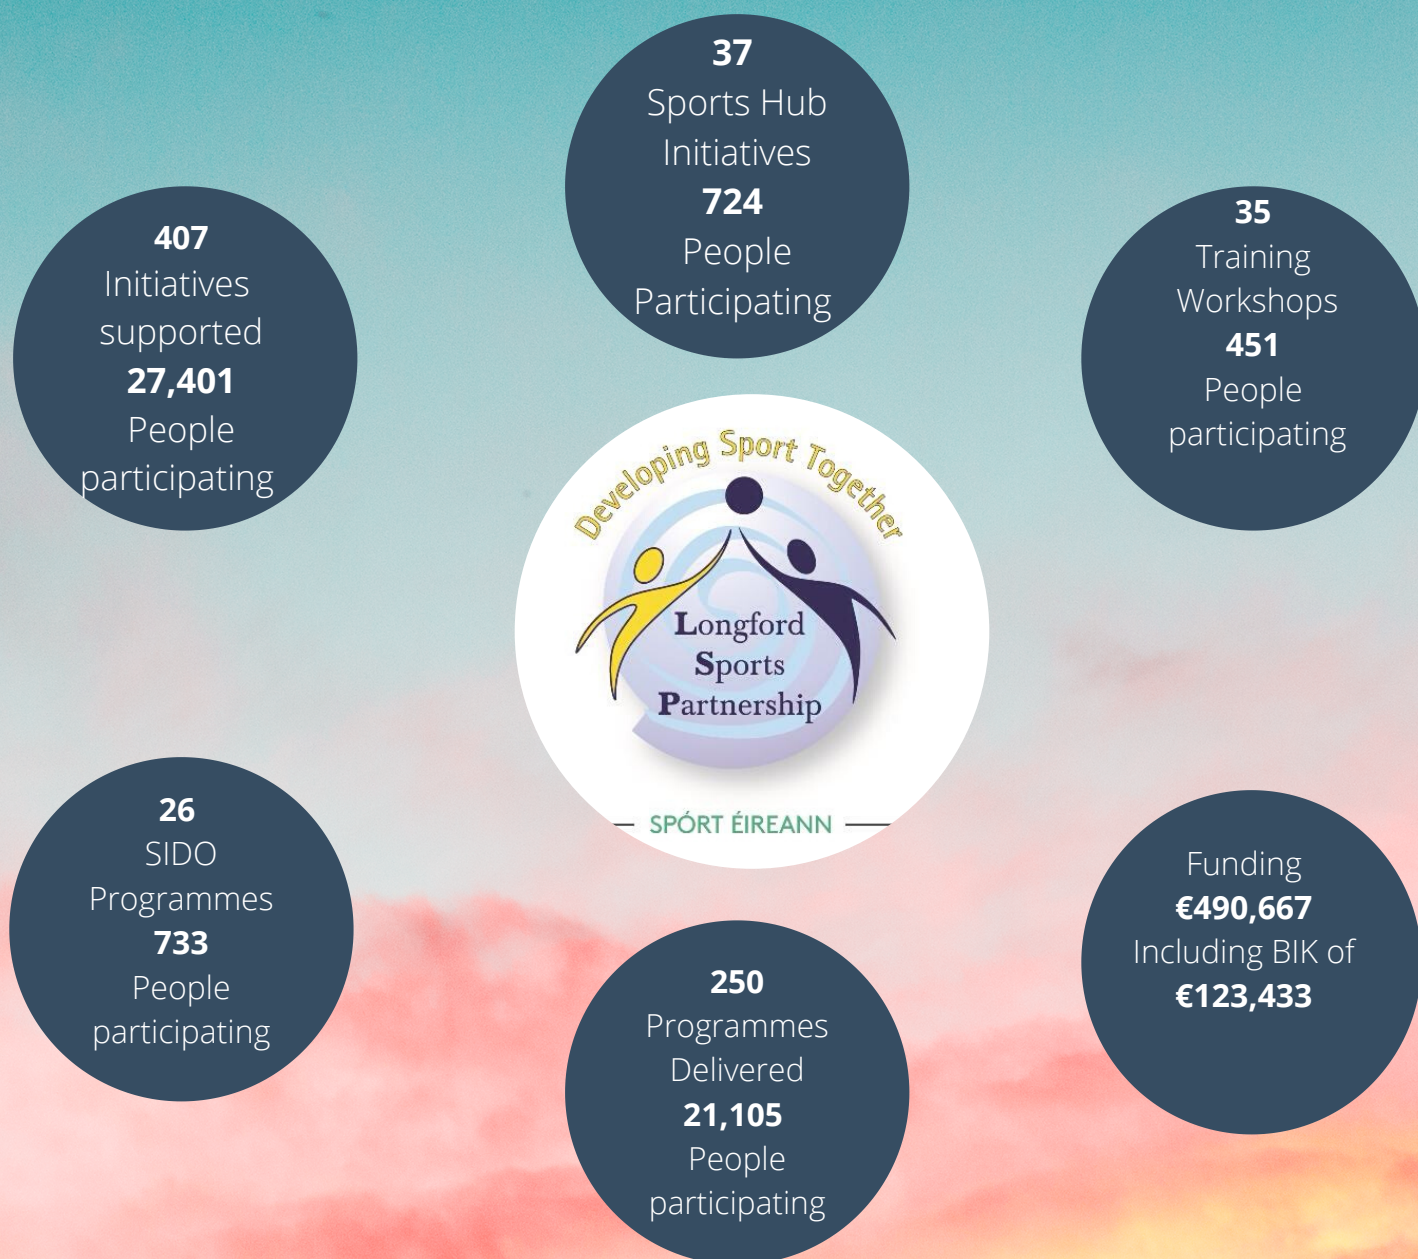 37
Sports Hub
Initiatives
724
People
Participating
407
Initiatives
supported
27,401
People
participating
35
Training
Workshops
451
People
participating
Developing Sport Together
Longford
Sports
Partnership
SPÓRT ÉIREANN
26
SIDO
Programmes
733
People
participating
250
Programmes
Delivered
21,105
People
participating
Funding
€490,667
Including BIK of
€123,433